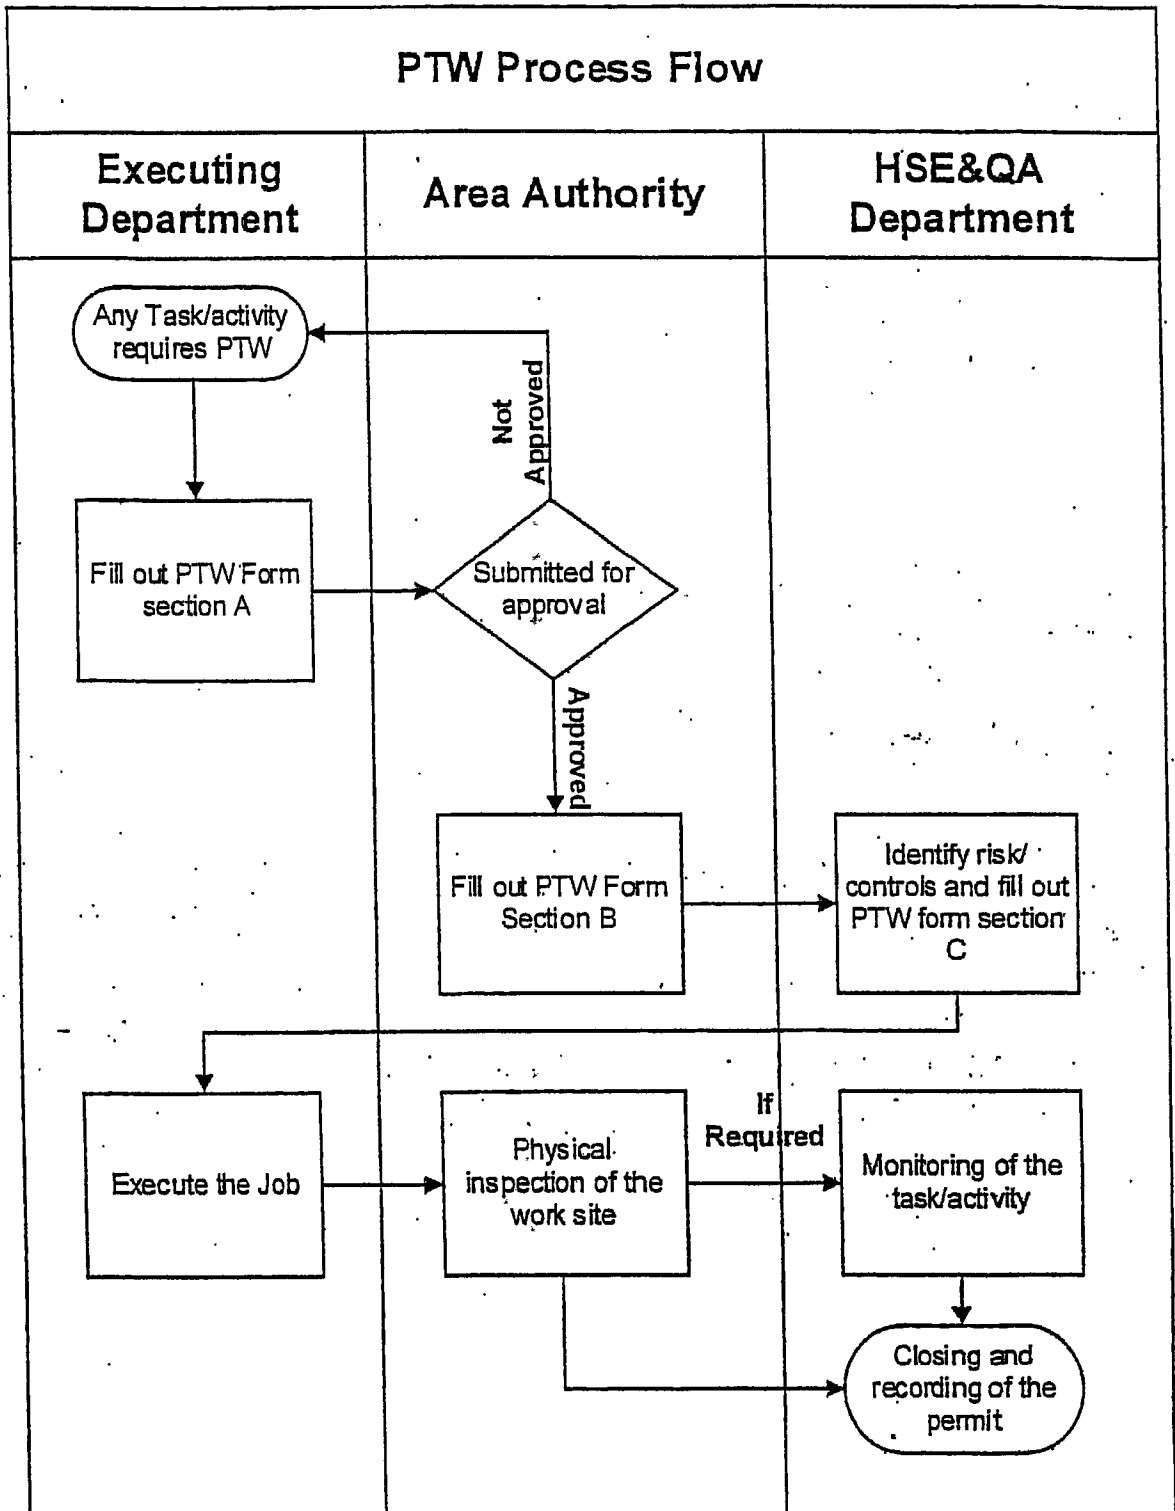 PTW Process Flow
Executing
Department
Area Authority
HSE&QA
Department
Any Task/activity
requires PTW
Not
Approved
Fill out PTW Form
section A
Submitted for
approval
Approved
Fill out PTW Form
Section B
Identify risk/
controls and fill out
PTW form section
C
Execute the Job
Physical
inspection of the
work site
If
Required
Monitoring of the
task/activity
Closing and
recording of the
permit